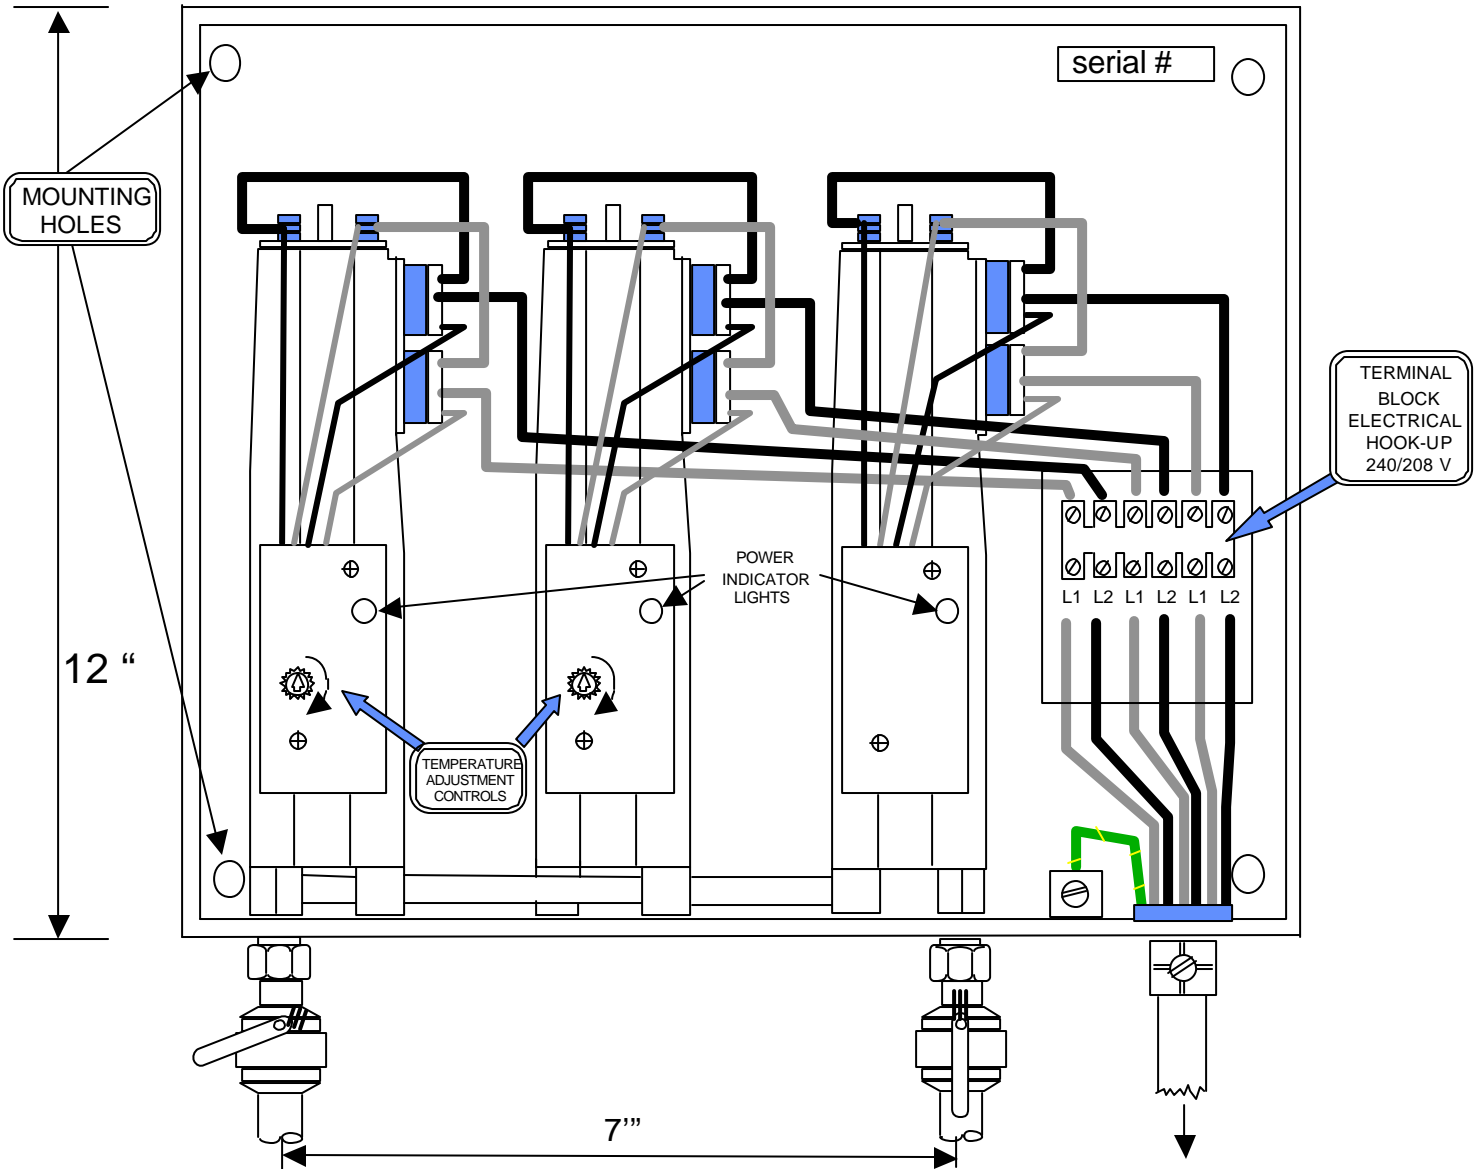 serial #
MOUNTING
HOLES
TERMINAL
BLOCK
ELECTRICAL
HOOK-UP
240/208 V
POWER
INDICATOR
LIGHTS
L1 L2 L1 L2 L1 L2
12 “
TEMPERATURE
ADJUSTMENT
CONTROLS
7’”